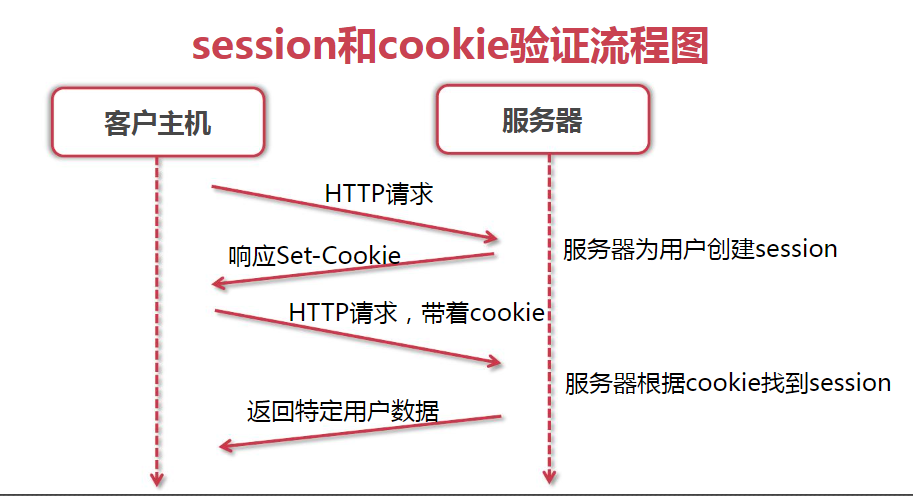 session和cookie验证流程图
客户主机
服务器
HTTP请求
服务器为用户创建session
响应Set-Cookie
HTTP请求，带着cookie
服务器根据cookie找到session
返回特定用户数据